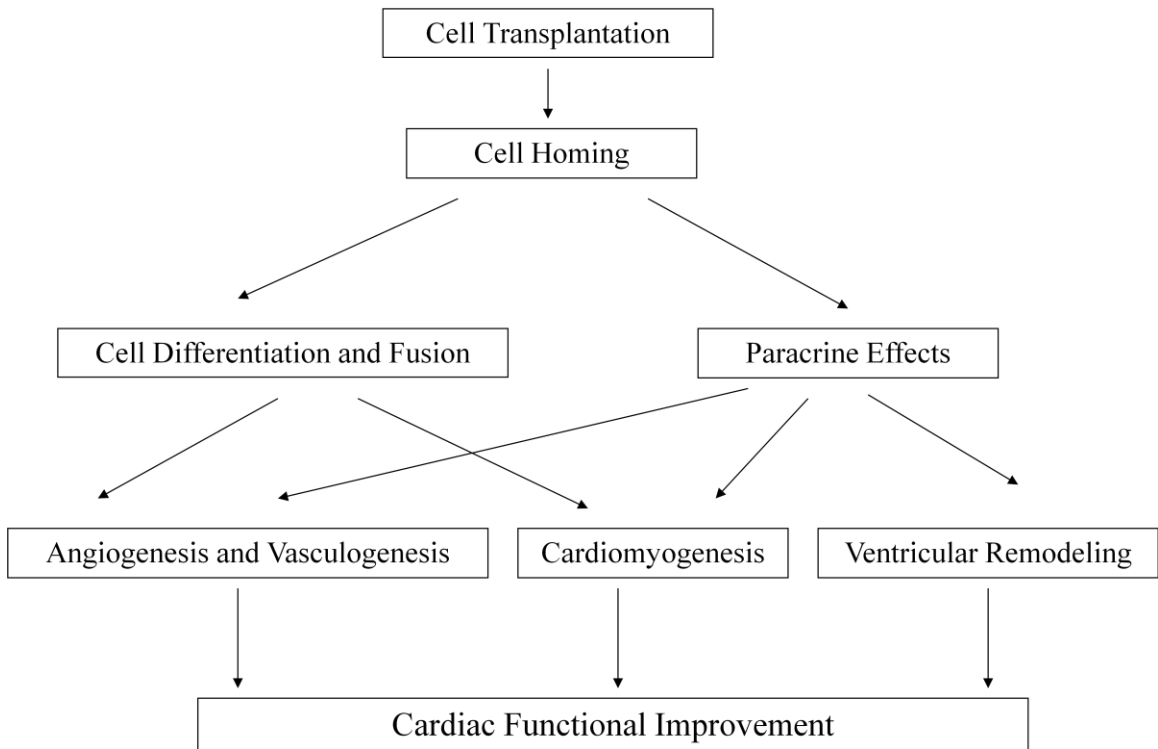 Cell Transplantation
Cell Homing
Cell Differentiation and Fusion
Paracrine Effects
Angiogenesis and Vasculogenesis
Cardiomyogenesis
Ventricular Remodeling
Cardiac Functional Improvement